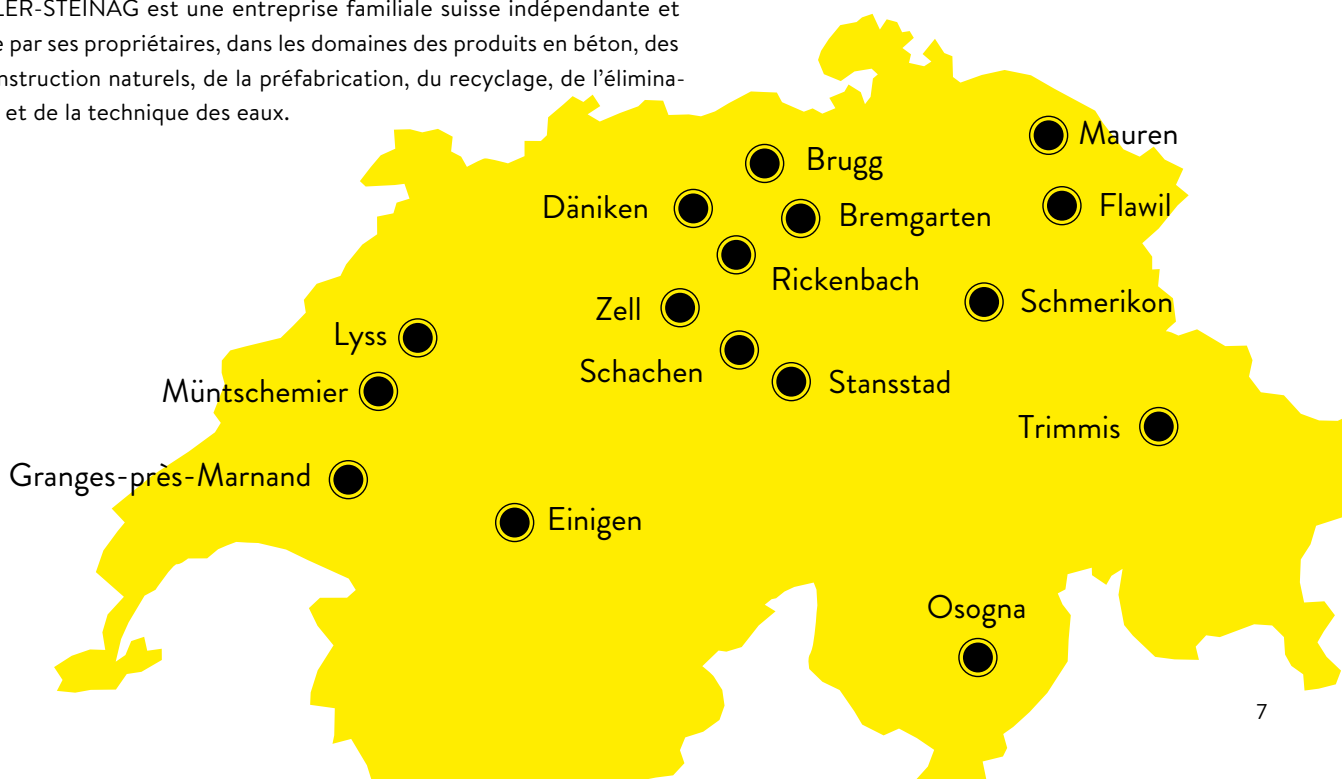 LER-STEINAG est une entreprise familiale suisse indépendante et
par ses propriétaires, dans les domaines des produits en béton, des
nstruction naturels, de la préfabrication, du recyclage, de l'élimina-
et de la technique des eaux.
Mauren
Brugg
Däniken
Flawil
Bremgarten
Rickenbach
Zell
Schmerikon
Lyss
Schachen
Müntschemier
Stansstad
Trimmis
Granges-près-Marnand
Einigen
Osogna
7